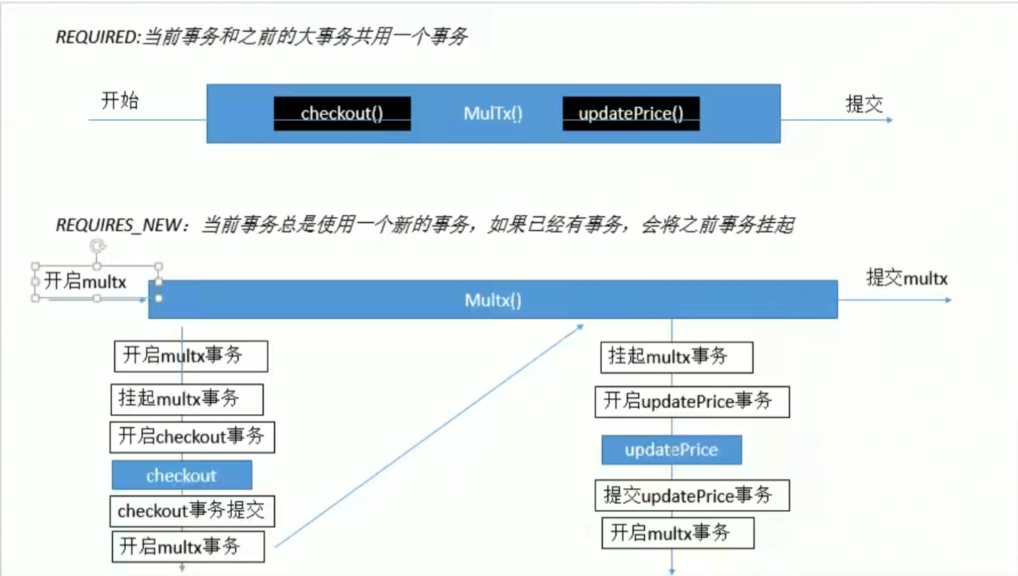 REQUIRED:当前事务和之前的大事务共用一个事务
开始
checkout()
MulTx()
updatePrice()
提交
REQUIRES_NEW：当前事务总是使用一个新的事务，如果已经有事务，会将之前事务挂起
开启multx
Multx()
提交multx
开启multx事务
挂起multx事务
开启checkout事务
checkout
checkout事务提交
开启multx事务
挂起multx事务
开启updatePrice事务
updatePrice
提交updatePrice事务
开启multx事务